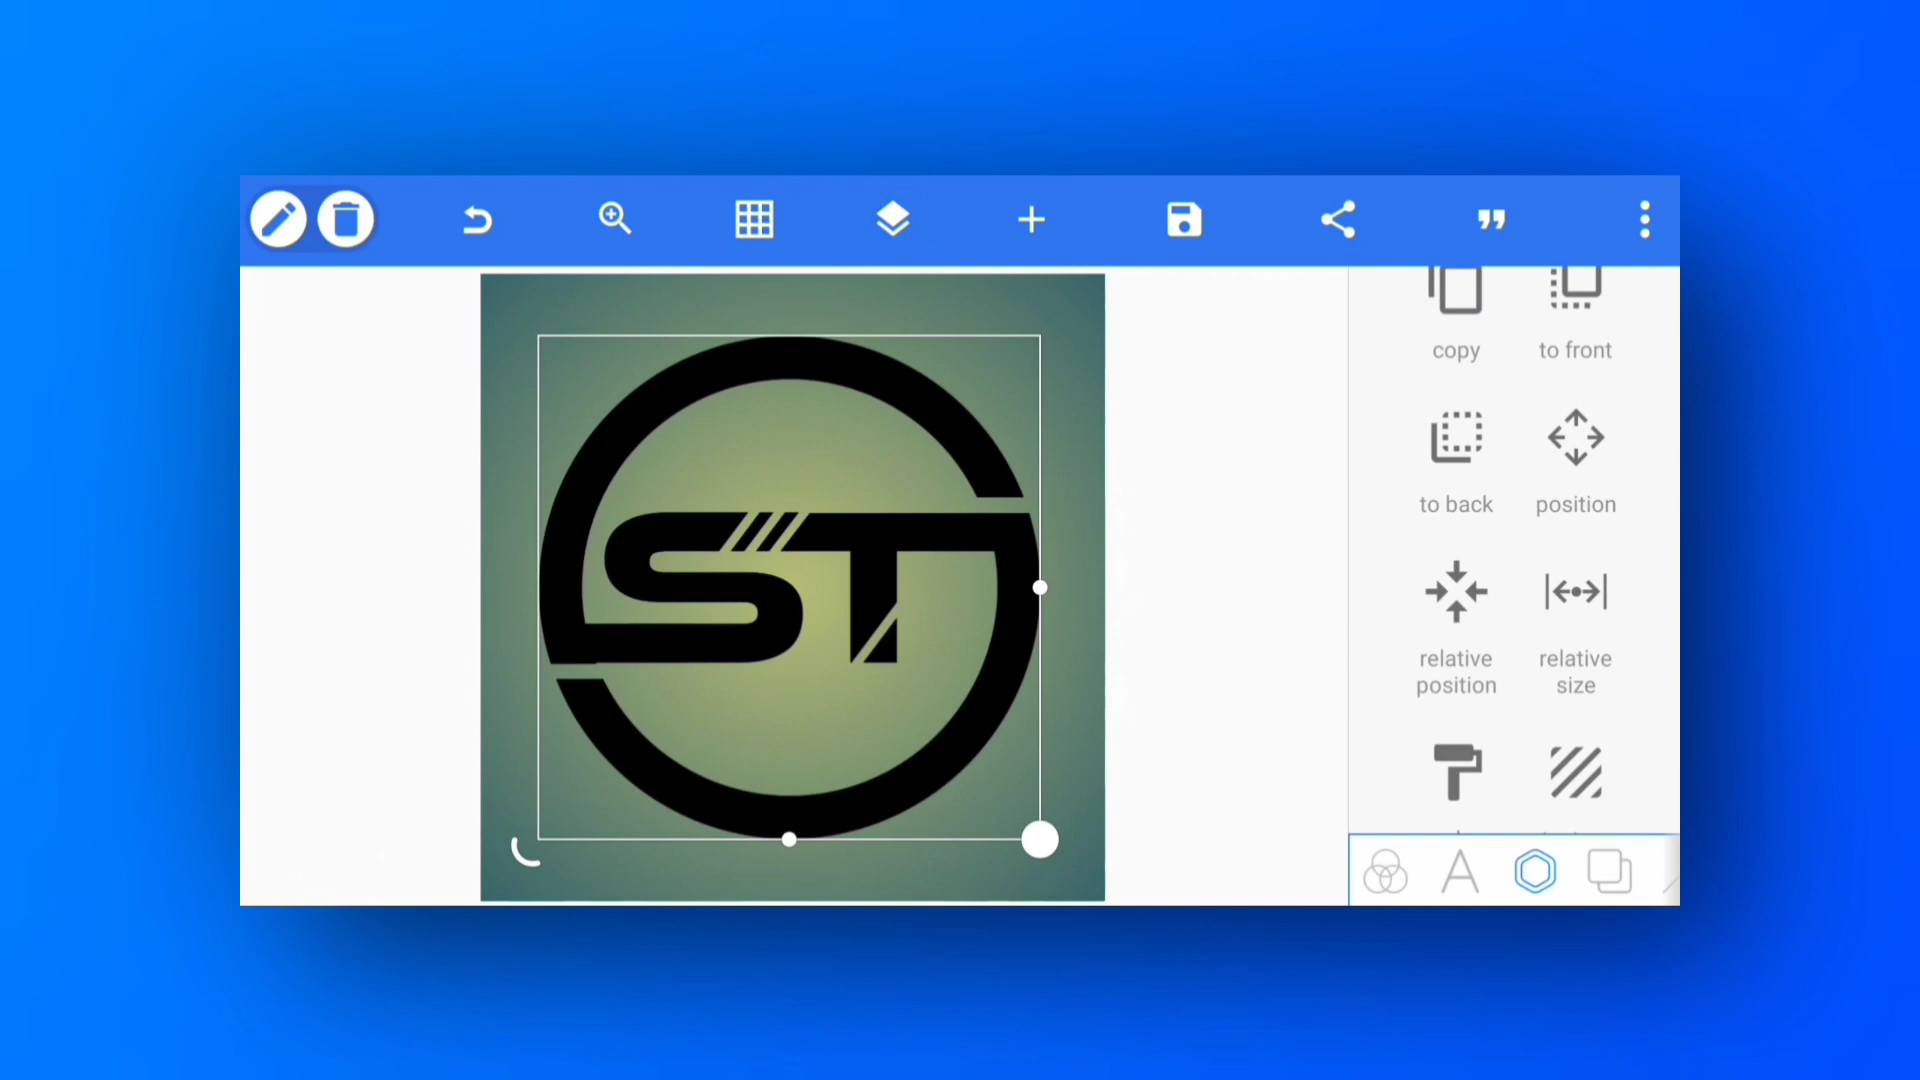 copy
to front
ST
to back
position
relative
position
relative
size